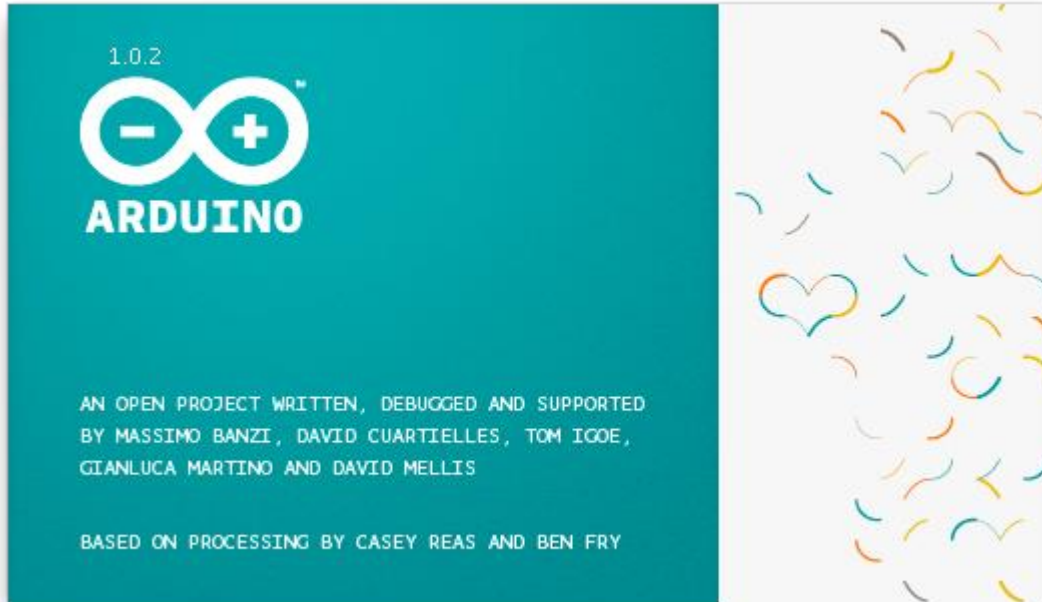 1.0.2
TM
ARDUINO
AN OPEN PROJECT WRITTEN, DEBUGGED AND SUPPORTED
BY MASSIMO BANZI, DAVID CUARTIELLES, TOM IGOE,
GIANLUCA MARTINO AND DAVID MELLIS
BASED ON PROCESSING BY CASEY REAS AND BEN FRY